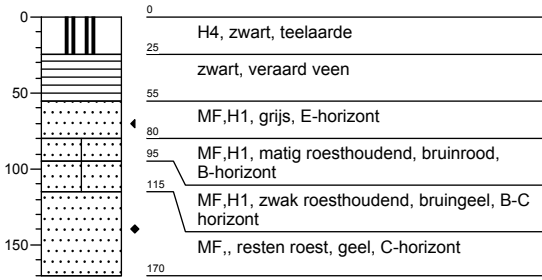 0
0
H4, zwart, teelaarde
25
zwart, veraard veen
50
55
MF,H1, grijs, E-horizont
80
95
MF,H1, matig roesthoudend, bruinrood,
B-horizont
100
115
MF,H1, zwak roesthoudend, bruingeel, B-C
horizont
150
MF,, resten roest, geel, C-horizont
170